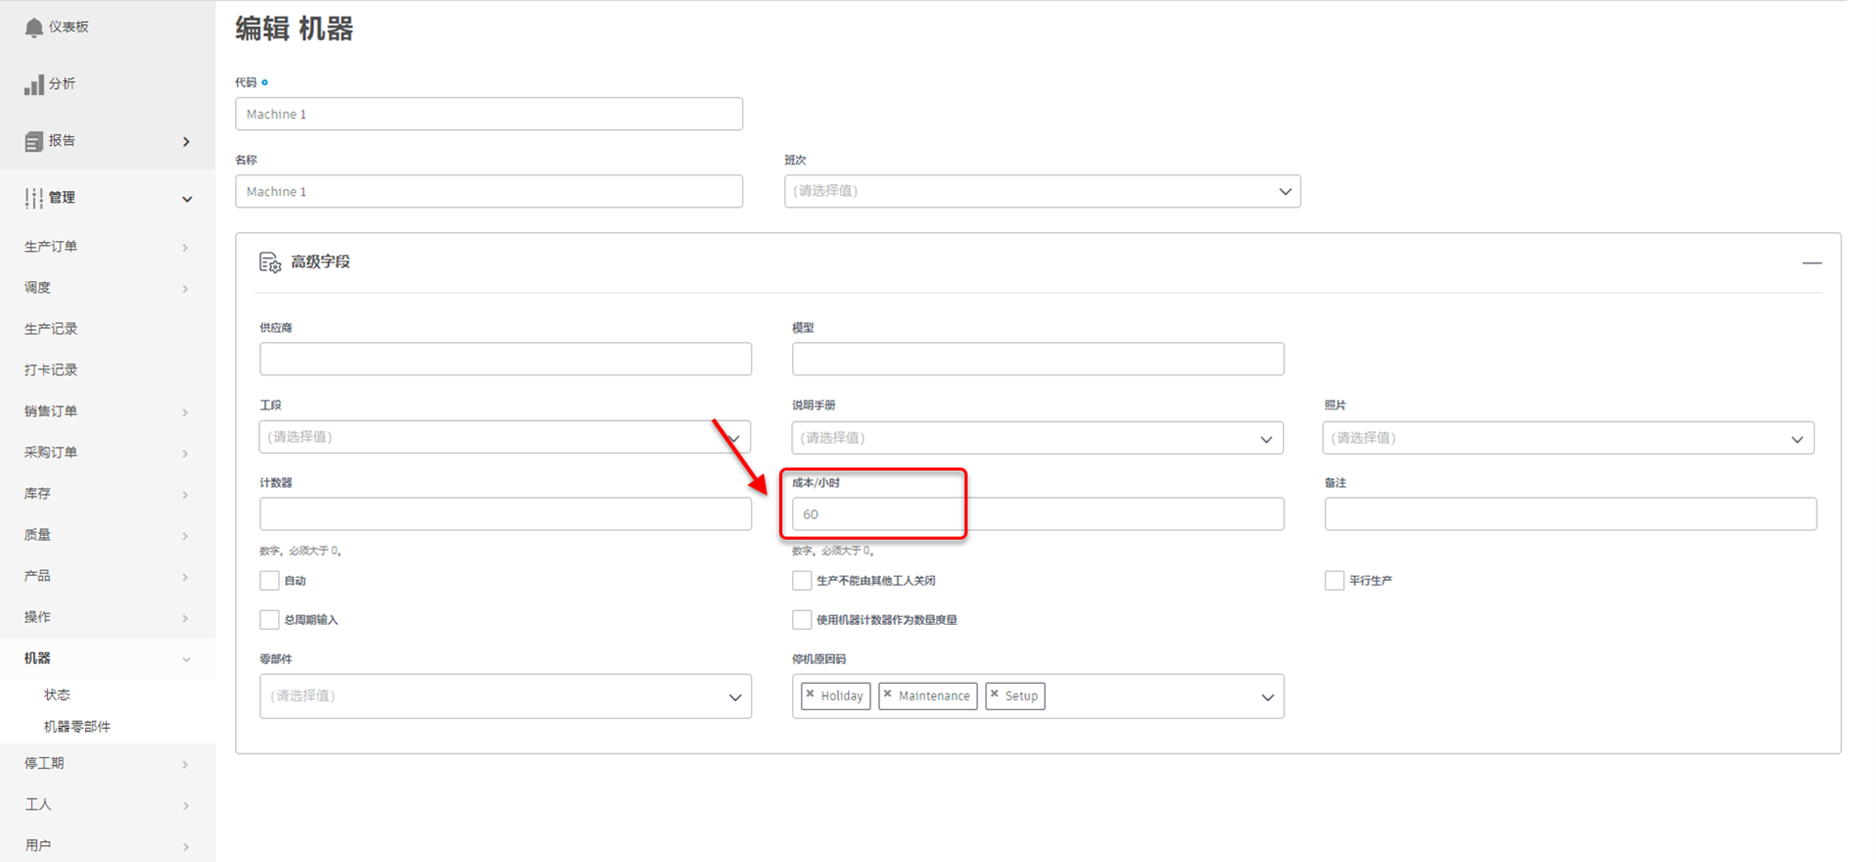 仪表板
分析
报告
管理
生产订单
调度
生产记录
打卡记录
销售订单
采购订单
库存
质量
产品
操作
机器
状态
机器零部件
停工期
工人
用户
编辑 机器
代码
Machine 1
名称
班次
Machine 1
(请选择值)
高级字段
供应商
模型
工段
说明手册
照片
(请选择值)
(请选择值)
(请选择值)
计数器
成本/小时
备注
60
数字。必须大于 0。
数字。必须大于 0。
自动
生产不能由其他工人关闭
平行生产
总周期输入
使用机器计数器作为数量度量
零部件
停机原因码
(请选择值)
× Holiday × Maintenance × Setup